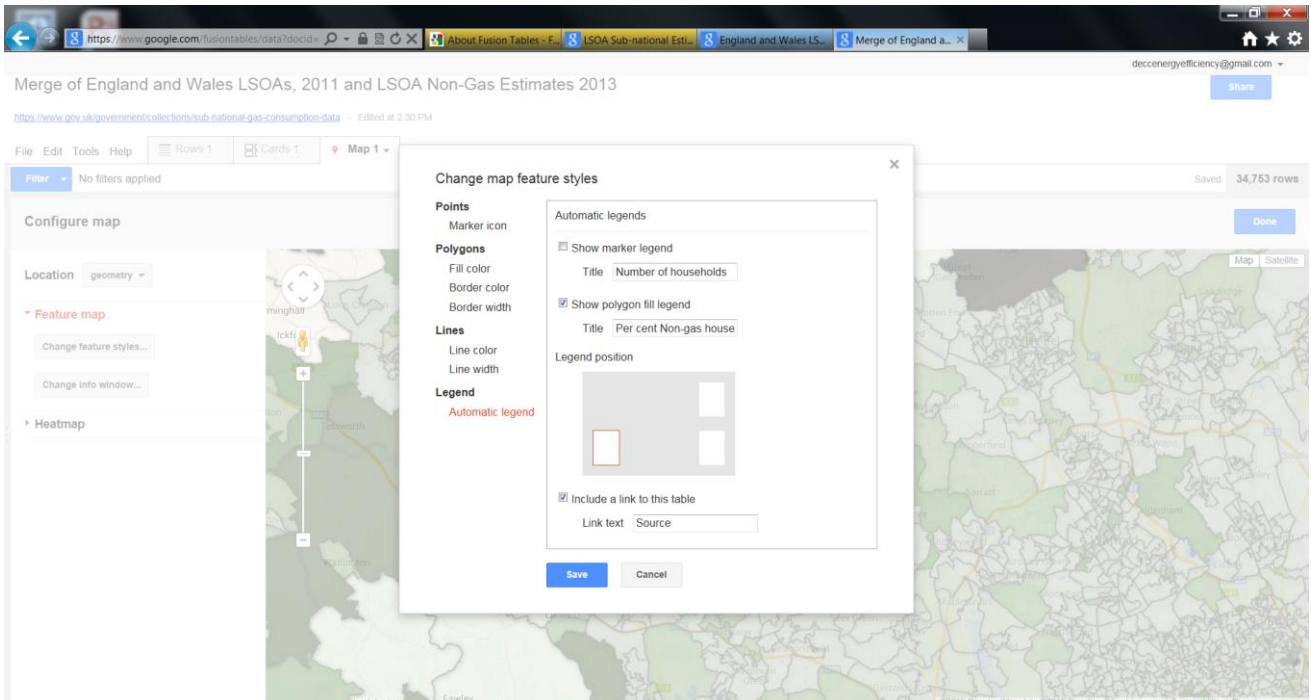 https://www.google.com/fusiontables/data?docid=
About Fusion Tables - F...
LSOA Sub-national Esti...
England and Wales LS...
Merge of England a...
deccenergyefficiency@gmail.com
Merge of England and Wales LSOAs, 2011 and LSOA Non-Gas Estimates 2013
Share
https://www.gov.uk/government/collections/sub-national-gas-consumption-data - Edited at 2:30 PM
File Edit Tools Help Rows 1 Cards 1 Map 1
Filter No filters applied
Saved 34,753 rows
Configure map
Done
Location geometry
Map Satellite
Feature map
Change feature styles...
Change info window...
Heatmap
Change map feature styles
Points
Marker icon
Polygons
Fill color
Border color
Border width
Lines
Line color
Line width
Legend
Automatic legend
Automatic legends
Show marker legend
Title Number of households
Show polygon fill legend
Title Per cent Non-gas house
Legend position
Include a link to this table
Link text Source
Save Cancel
Sarratt
Fawley